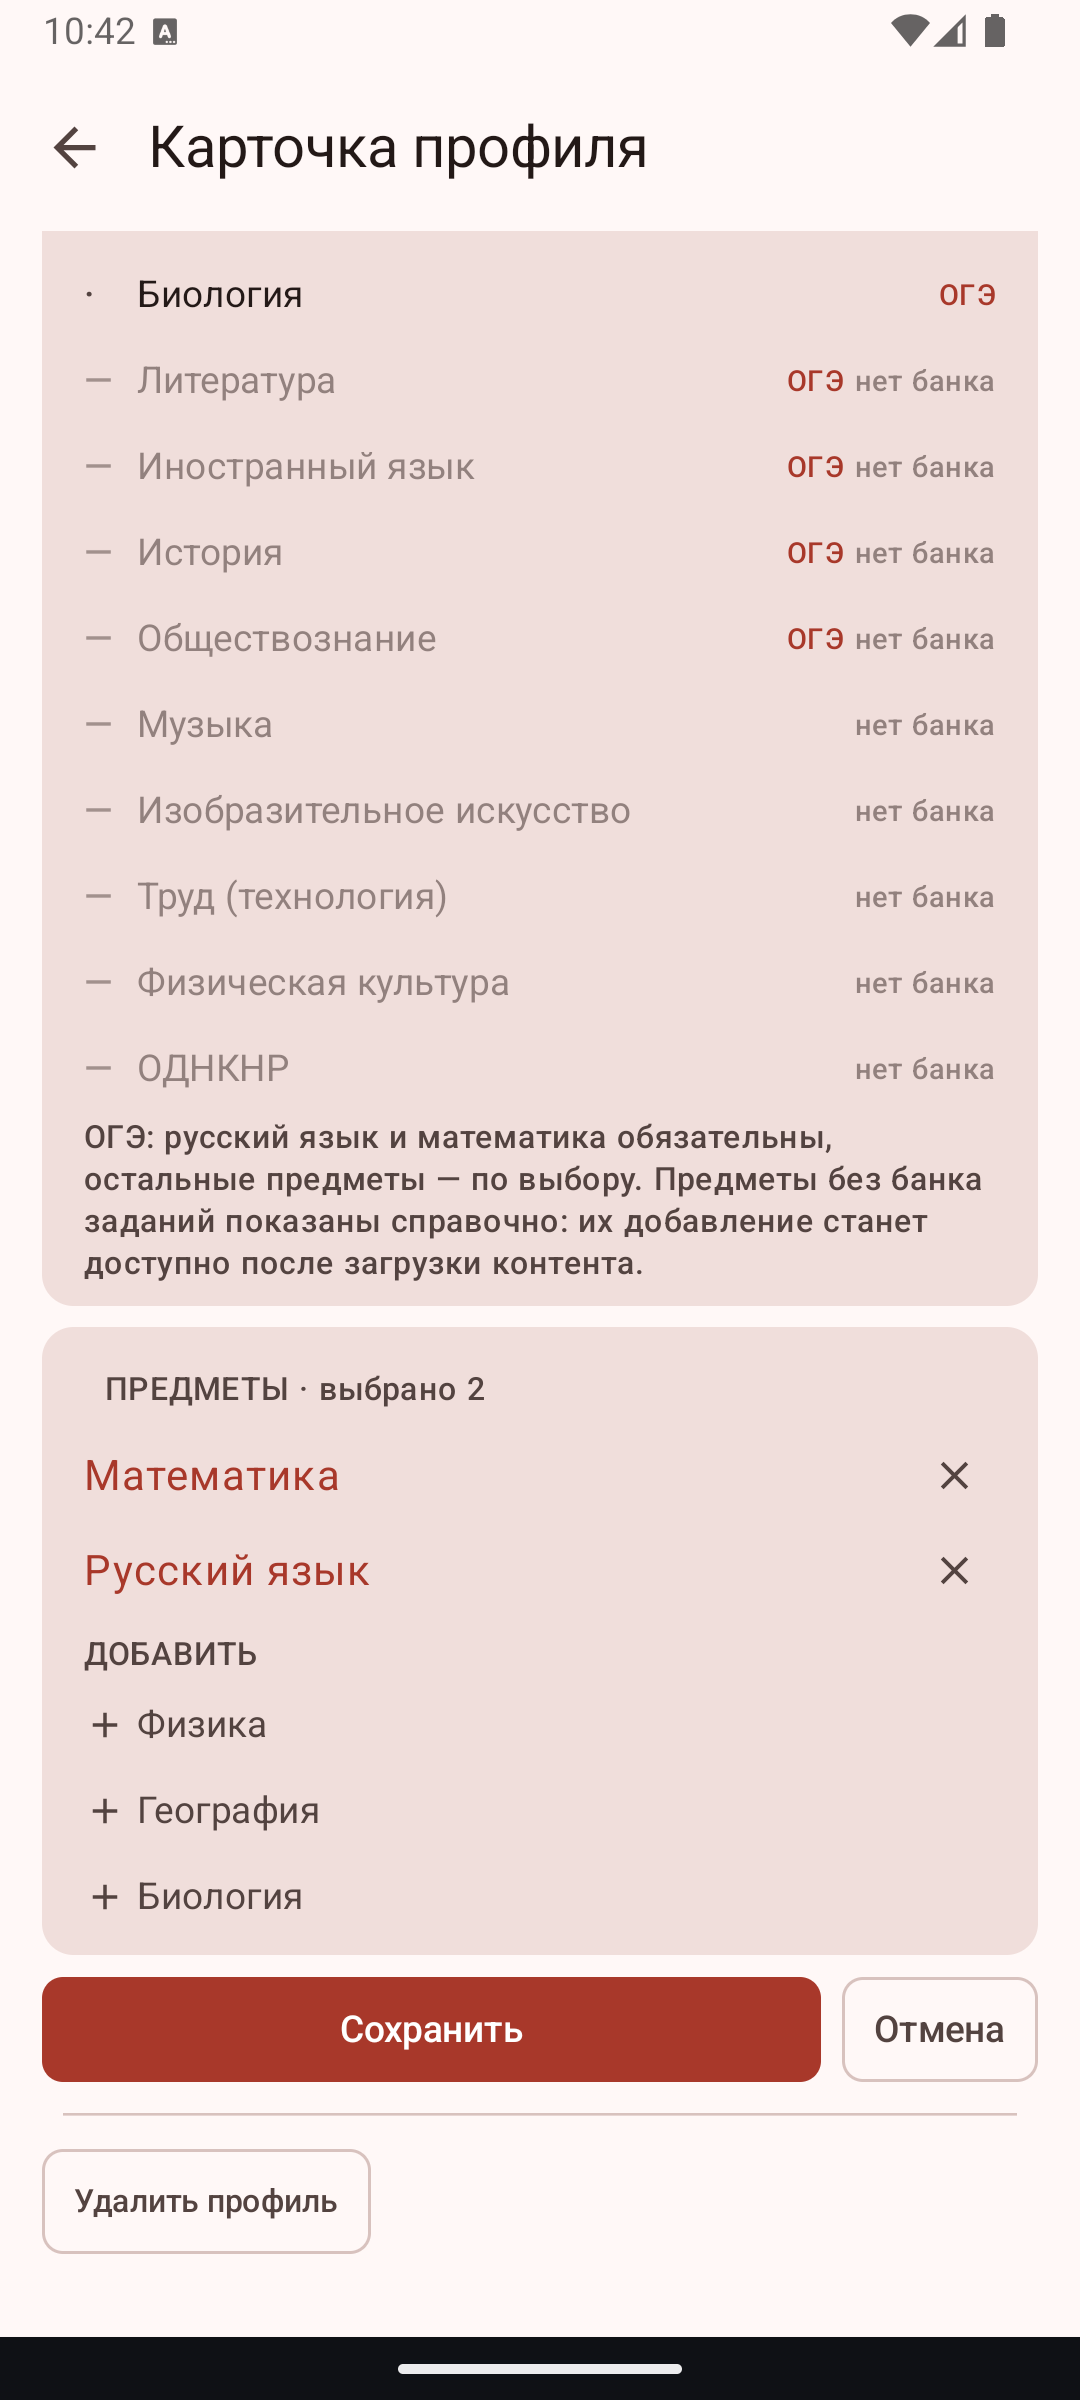 10:42
Карточка профиля
· Биология ОГЭ
— Литература ОГЭ нет банка
— Иностранный язык ОГЭ нет банка
— История ОГЭ нет банка
— Обществознание ОГЭ нет банка
— Музыка нет банка
— Изобразительное искусство нет банка
— Труд (технология) нет банка
— Физическая культура нет банка
— ОДНКНР нет банка
ОГЭ: русский язык и математика обязательны,
остальные предметы — по выбору. Предметы без банка
заданий показаны справочно: их добавление станет
доступно после загрузки контента.
ПРЕДМЕТЫ · выбрано 2
Математика
Русский язык
ДОБАВИТЬ
+ Физика
+ География
+ Биология
Сохранить
Отмена
Удалить профиль